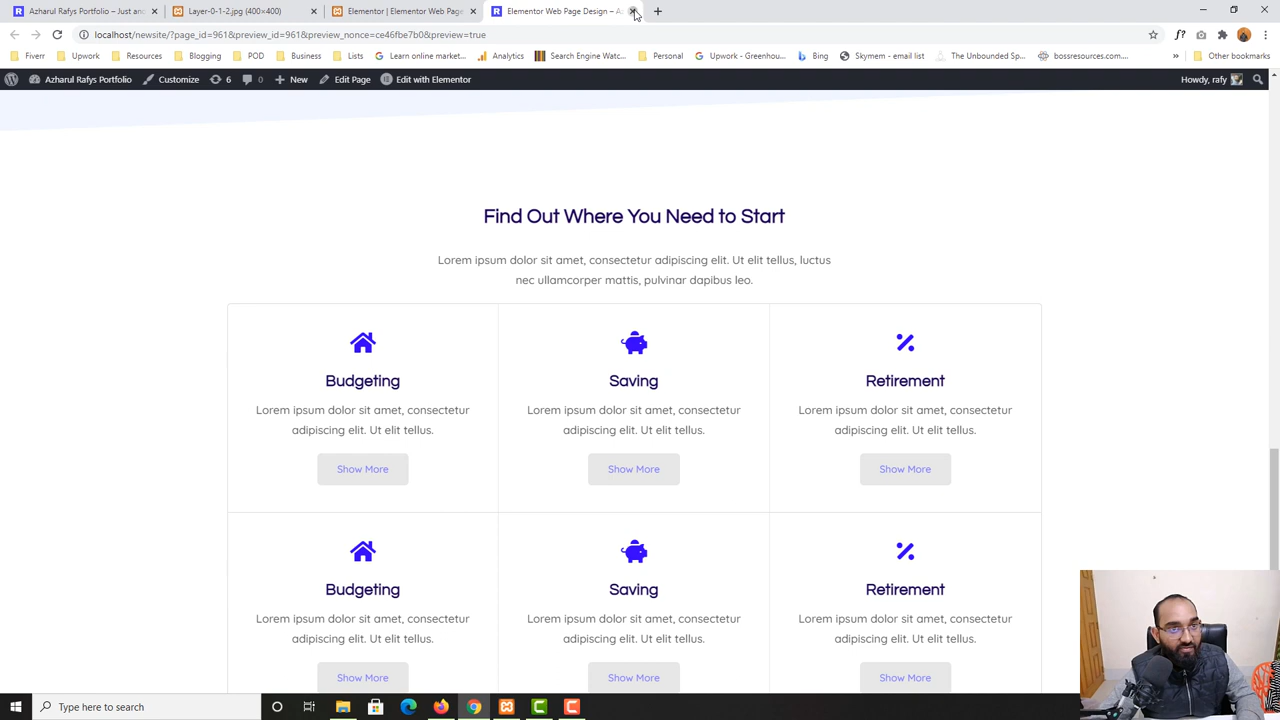 Azharul Rafys Portfolio – Just and
Layer-0-1-2.jpg (400×400)
Elementor | Elementor Web Page
Elementor Web Page Design – A
localhost/newsite/?page_id=961&preview_id=961&preview_nonce=ce46fbe7b0&preview=true
Fiverr Upwork Resources Blogging POD Business Lists Learn online market... Analytics Search Engine Watc... Personal Upwork - Greenhou... Bing Skymem - email list The Unbounded Sp... bossresources.com... » Other bookmarks
Azharul Rafys Portfolio Customize 6 0 New Edit Page Edit with Elementor Howdy, rafy
Find Out Where You Need to Start
Lorem ipsum dolor sit amet, consectetur adipiscing elit. Ut elit tellus, luctus
nec ullamcorper mattis, pulvinar dapibus leo.
Budgeting
Lorem ipsum dolor sit amet, consectetur
adipiscing elit. Ut elit tellus.
Show More
Saving
Lorem ipsum dolor sit amet, consectetur
adipiscing elit. Ut elit tellus.
Show More
Retirement
Lorem ipsum dolor sit amet, consectetur
adipiscing elit. Ut elit tellus.
Show More
Budgeting
Lorem ipsum dolor sit amet, consectetur
adipiscing elit. Ut elit tellus.
Show More
Saving
Lorem ipsum dolor sit amet, consectetur
adipiscing elit. Ut elit tellus.
Show More
Retirement
Lorem ipsum dolor sit amet, consectetur
adipiscing elit. Ut elit tellus.
Show More
Type here to search